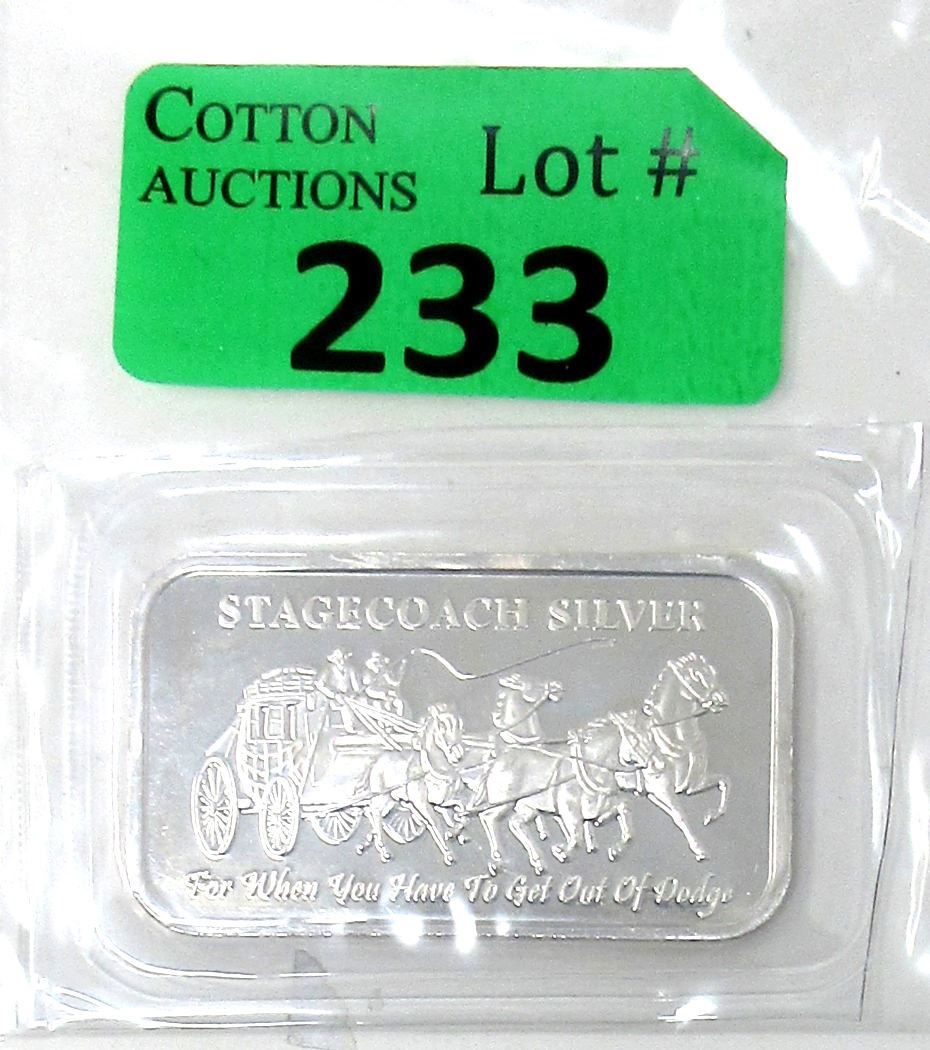 COTTON
AUCTIONS
Lot #
233
STAGECOACH SILVER
For When You Have To Get Out Of Dodge